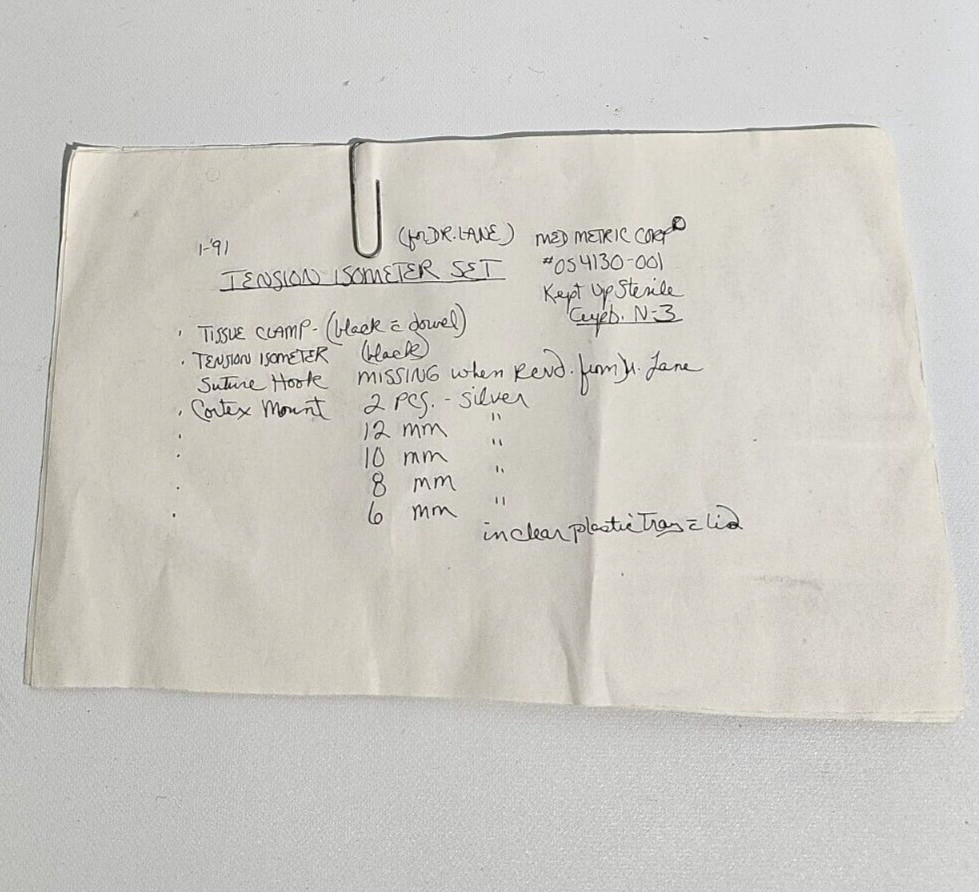 1-'91
(for DR. LANE) MED METRIC CORP
TENSION ISOMETER SET #OS4130-001
Kept Up Sterile
Cupb. N-3
· TISSUE CLAMP - (black c̄ dowel)
· TENSION ISOMETER (black)
Suture Hook MISSING when Recvd. from Dr. Lane
· Cortex Mount 2 pcs. - silver
· 12 mm "
· 10 mm "
· 8 mm "
· 6 mm "
in clear plastic Tray c̄ Lid